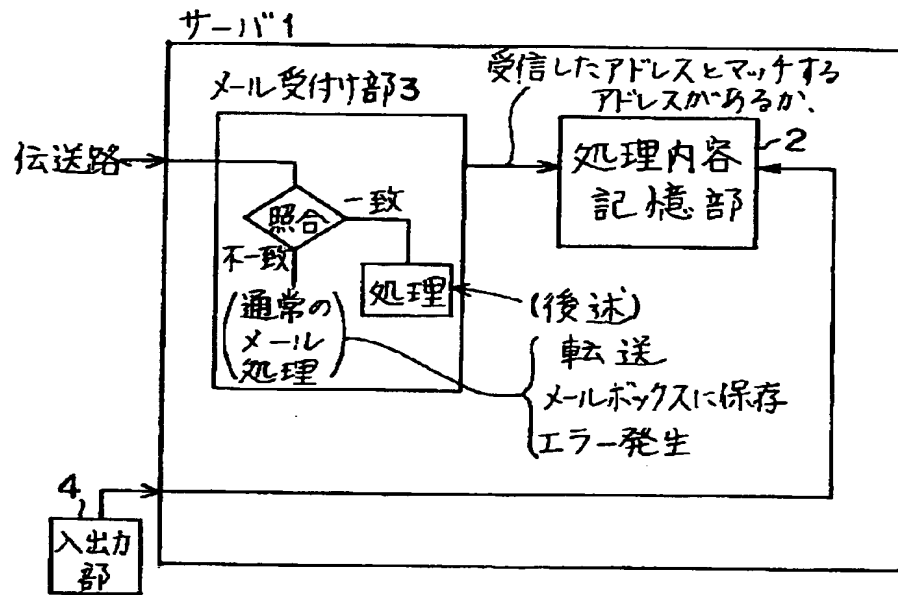 サーバ1
受信したアドレスとマッチする
アドレスがあるか、
メール受付け部3
処理内容
記憶部
2
伝送路
照合
一致
不一致
処理
(通常の
メール
処理)
(後述)
転送
メールボックスに保存
エラー発生
4
入出力
部